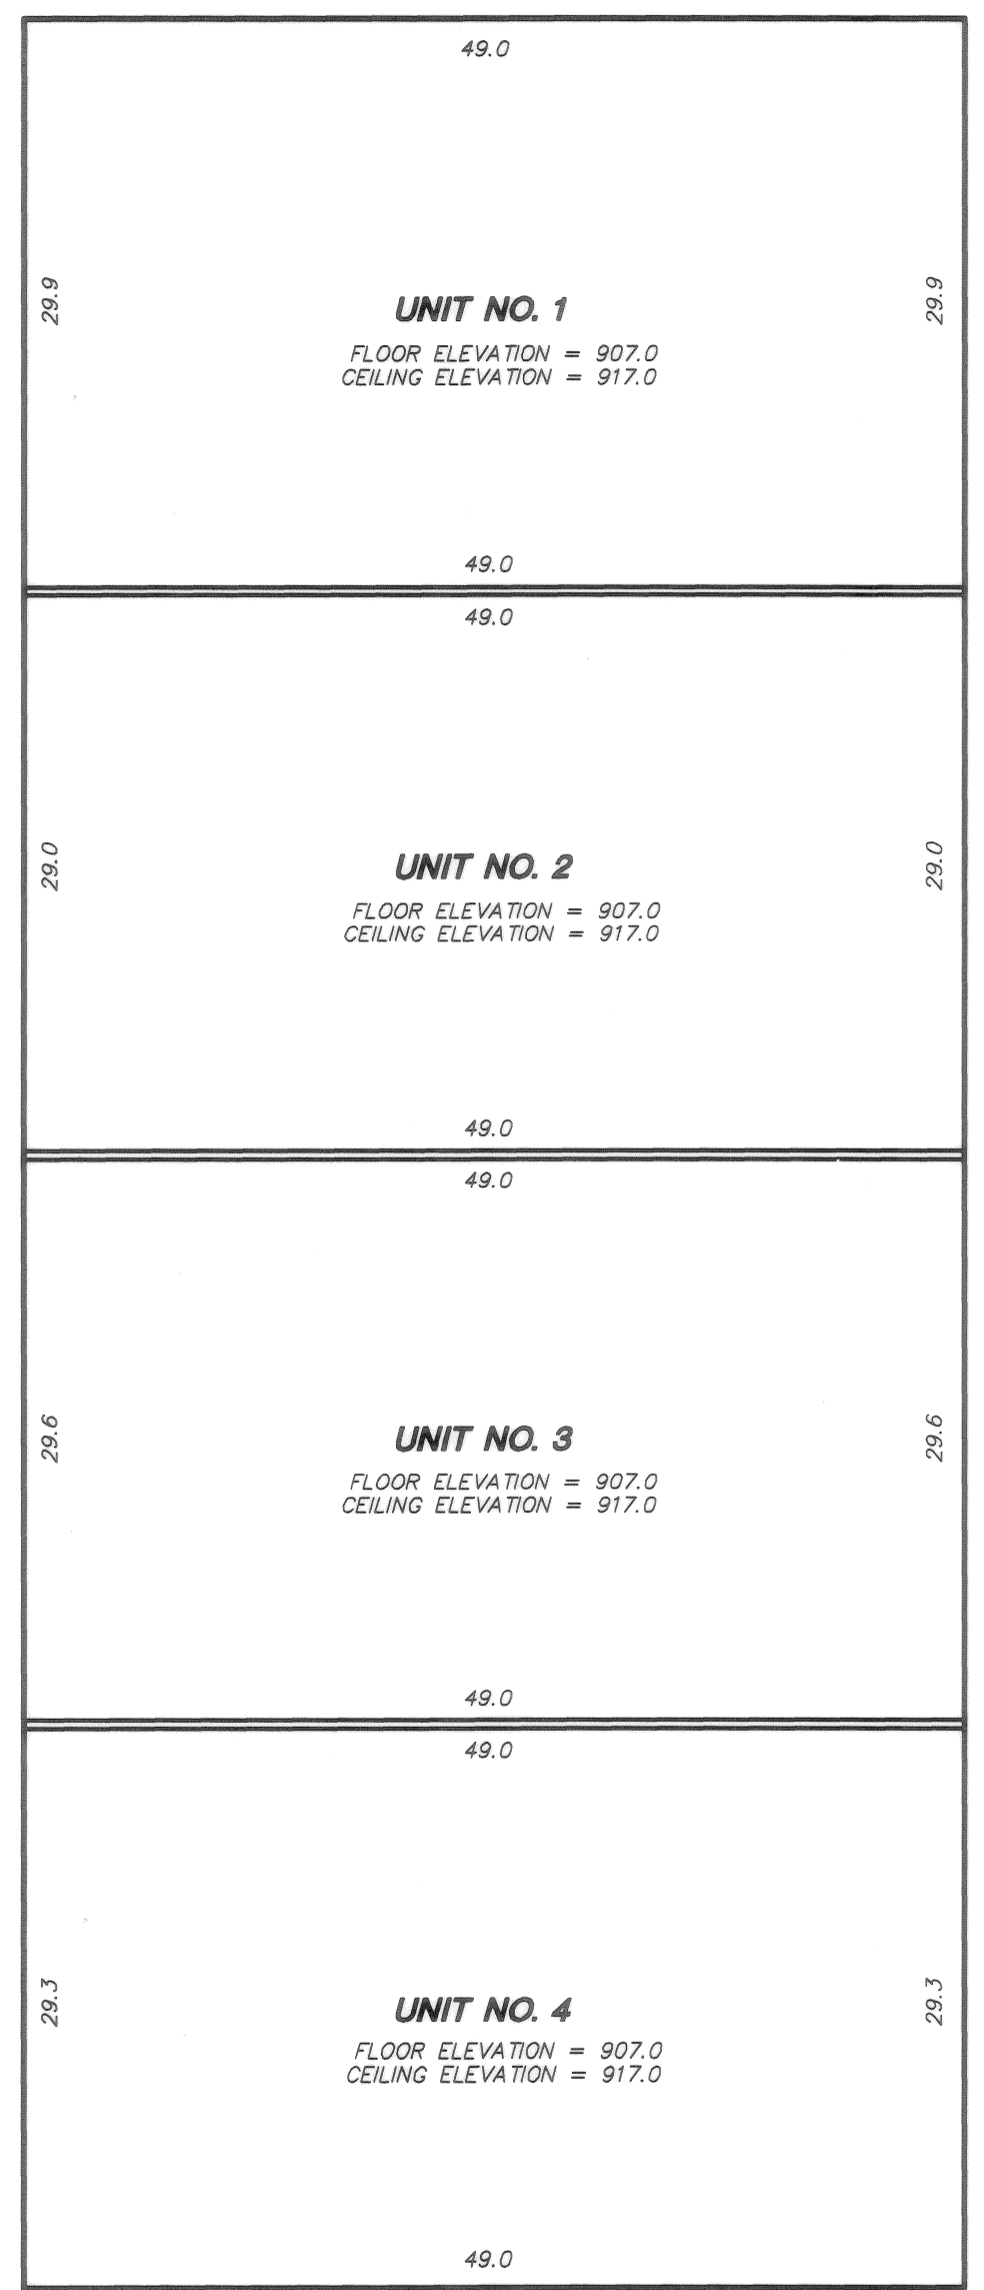 49.0
29.9
29.9
UNIT NO. 1
FLOOR ELEVATION = 907.0
CEILING ELEVATION = 917.0
49.0
49.0
29.0
29.0
UNIT NO. 2
FLOOR ELEVATION = 907.0
CEILING ELEVATION = 917.0
49.0
49.0
29.6
29.6
UNIT NO. 3
FLOOR ELEVATION = 907.0
CEILING ELEVATION = 917.0
49.0
49.0
29.3
29.3
UNIT NO. 4
FLOOR ELEVATION = 907.0
CEILING ELEVATION = 917.0
49.0